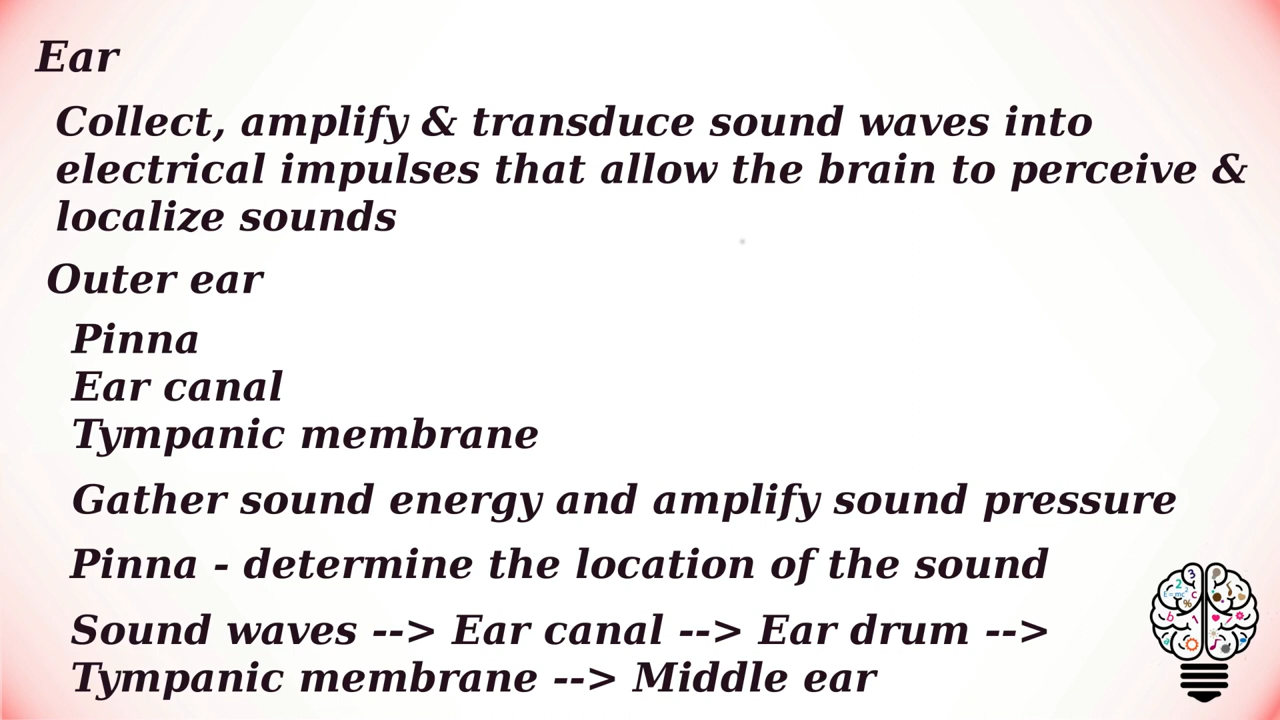 Ear
Collect, amplify & transduce sound waves into
electrical impulses that allow the brain to perceive &
localize sounds
Outer ear
Pinna
Ear canal
Tympanic membrane
Gather sound energy and amplify sound pressure
Pinna - determine the location of the sound
Sound waves --> Ear canal --> Ear drum -->
Tympanic membrane --> Middle ear